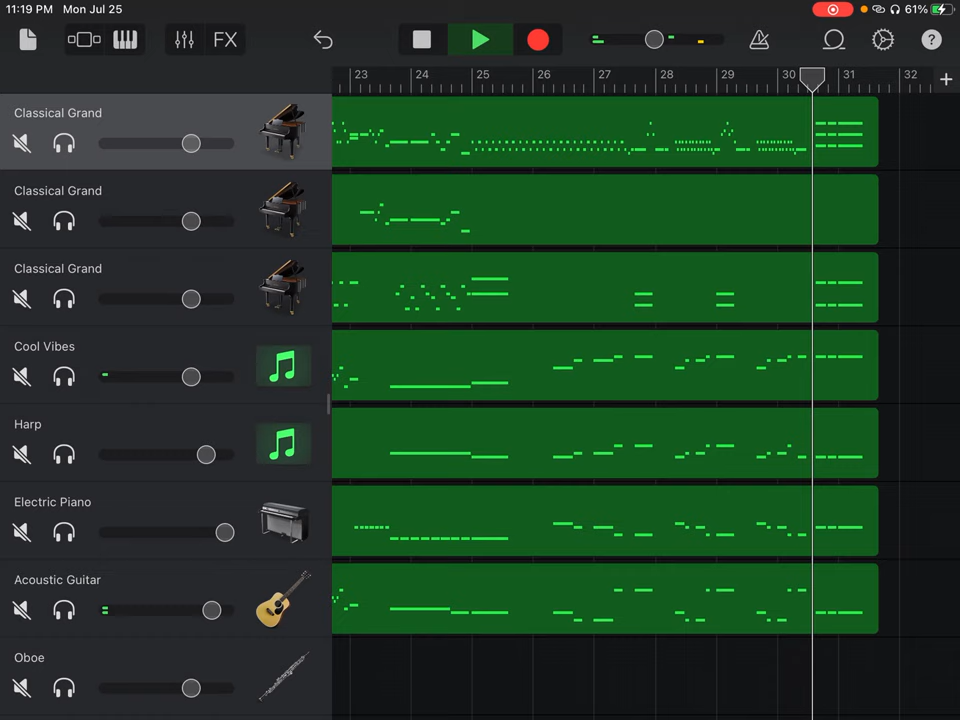 11:19 PM Mon Jul 25
61%
FX
?
23 24 25 26 27 28 29 30 31 32 +
Classical Grand
Classical Grand
Classical Grand
Cool Vibes
Harp
Electric Piano
Acoustic Guitar
Oboe